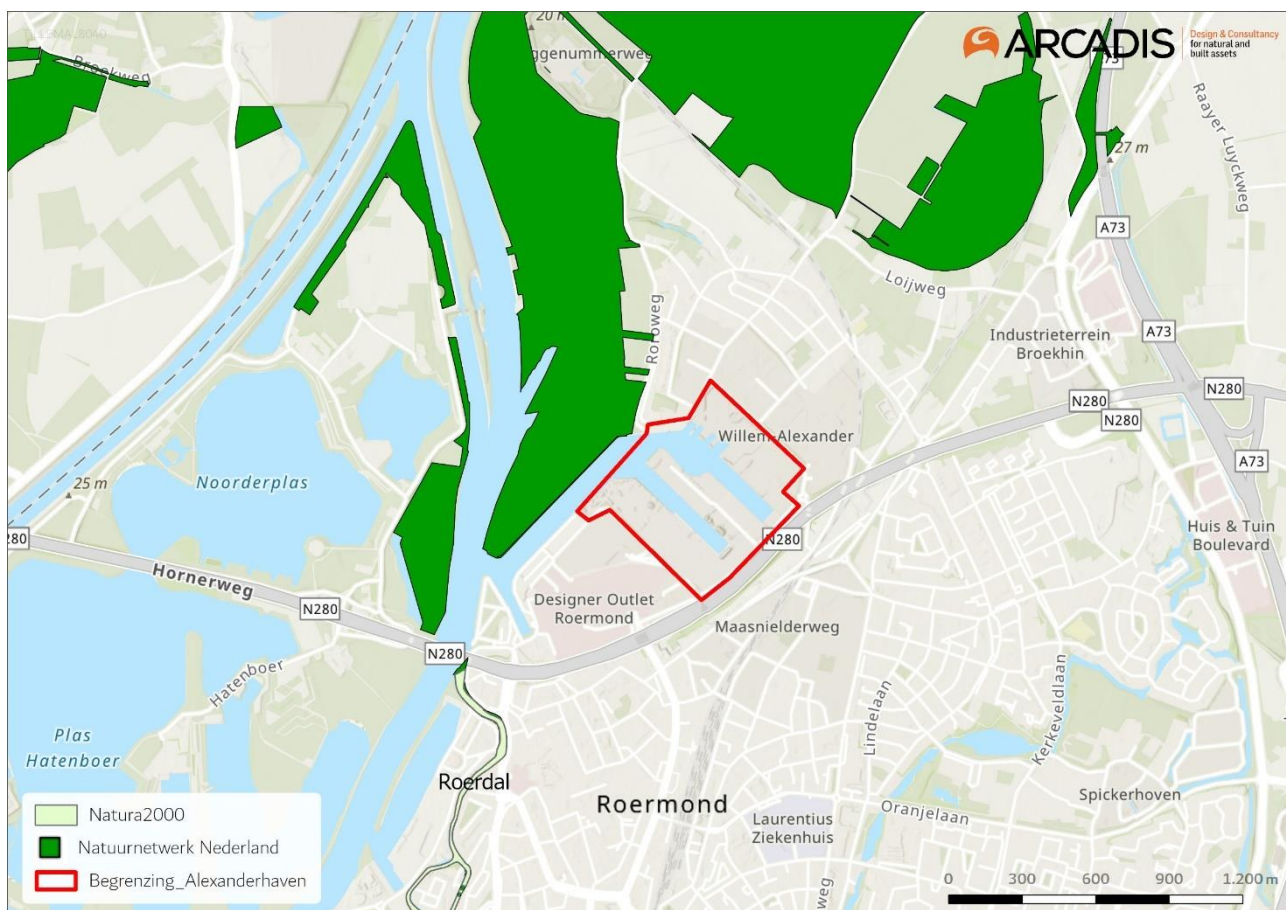 20 m
ggenummerweg
Broekweg
ARCADIS
Design & Consultancy
for natural and
built assets
A73
Raayer Luyckweg
27 m
A73
Loijweg
Roroweg
Industrieterrein
Broekhin
A73
N280
N280
N280
Willem-Alexander
A73
Noorderplas
25 m
280
N280
Huis & Tuin
Boulevard
Hornerweg
N280
Designer Outlet
Roermond
Maasnielderweg
N280
Hatenboer
Lindelaan
Kerkeveldlaan
Plas
Hatenboer
Roerdal
Roermond
Spickerhoven
Oranjelaan
Laurentius
Ziekenhuis
weg
Natura2000
Natuurnetwerk Nederland
Begrenzing_Alexanderhaven
0 300 600 900 1.200 m